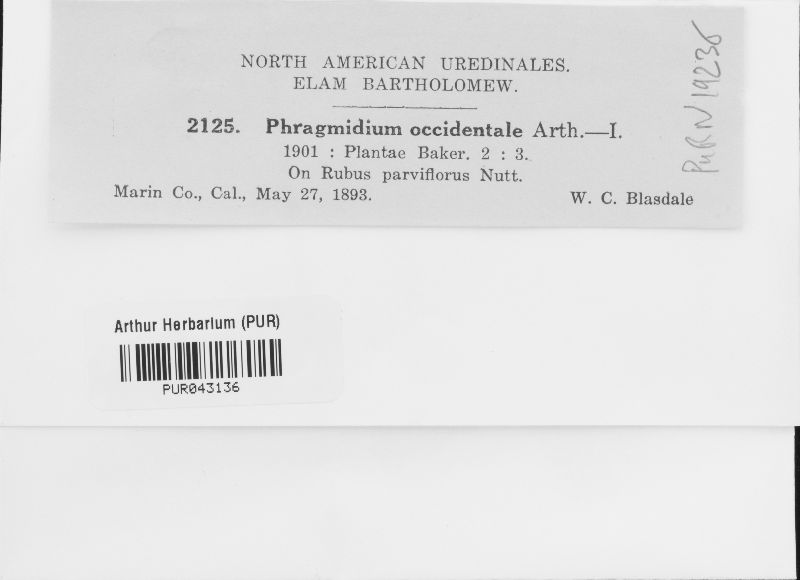 NORTH AMERICAN UREDINALES.
ELAM BARTHOLOMEW.
2125. Phragmidium occidentale Arth.—I.
1901 : Plantae Baker. 2 : 3.
On Rubus parviflorus Nutt.
Marin Co., Cal., May 27, 1893. W. C. Blasdale
PUR N 19236
Arthur Herbarium (PUR)
PUR043136